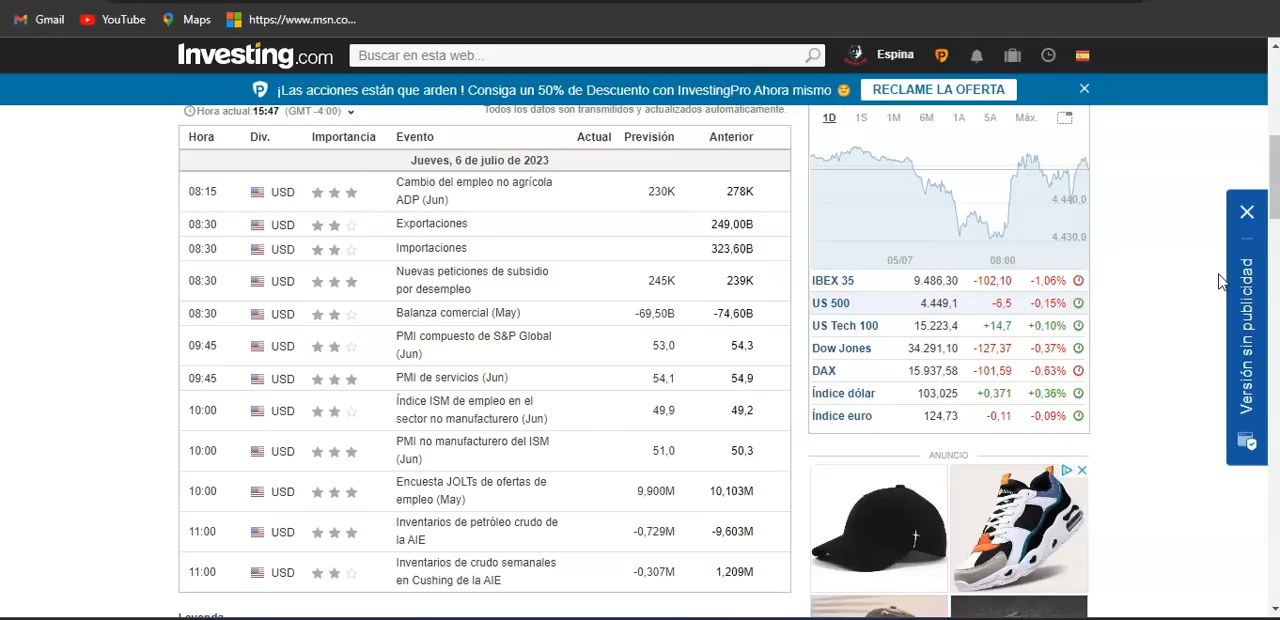 Gmail YouTube Maps https://www.msn.co...
Investing.com Buscar en esta web... Espina
¡Las acciones están que arden ! Consiga un 50% de Descuento con InvestingPro Ahora mismo RECLAME LA OFERTA
Hora actual:15:47 (GMT -4:00) Todos los datos son transmitidos y actualizados automáticamente.
Hora Div. Importancia Evento Actual Previsión Anterior
Jueves, 6 de julio de 2023
08:15 USD Cambio del empleo no agrícola 230K 278K
ADP (Jun)
08:30 USD Exportaciones 249,00B
08:30 USD Importaciones 323,60B
08:30 USD Nuevas peticiones de subsidio 245K 239K
por desempleo
08:30 USD Balanza comercial (May) -69,50B -74,60B
09:45 USD PMI compuesto de S&P Global 53,0 54,3
(Jun)
09:45 USD PMI de servicios (Jun) 54,1 54,9
10:00 USD Índice ISM de empleo en el 49,9 49,2
sector no manufacturero (Jun)
10:00 USD PMI no manufacturero del ISM 51,0 50,3
(Jun)
10:00 USD Encuesta JOLTs de ofertas de 9,900M 10,103M
empleo (May)
11:00 USD Inventarios de petróleo crudo de -0,729M -9,603M
la AIE
11:00 USD Inventarios de crudo semanales -0,307M 1,209M
en Cushing de la AIE
Leyenda
1D 1S 1M 6M 1A 5A Máx.
4.440,0
4.430,0
05/07 08:00
IBEX 35 9.486,30 -102,10 -1,06%
US 500 4.449,1 -6,5 -0,15%
US Tech 100 15.223,4 +14,7 +0,10%
Dow Jones 34.291,10 -127,37 -0,37%
DAX 15.937,58 -101,59 -0,63%
Índice dólar 103,025 +0,371 +0,36%
Índice euro 124,73 -0,11 -0,09%
ANUNCIO
Versión sin publicidad